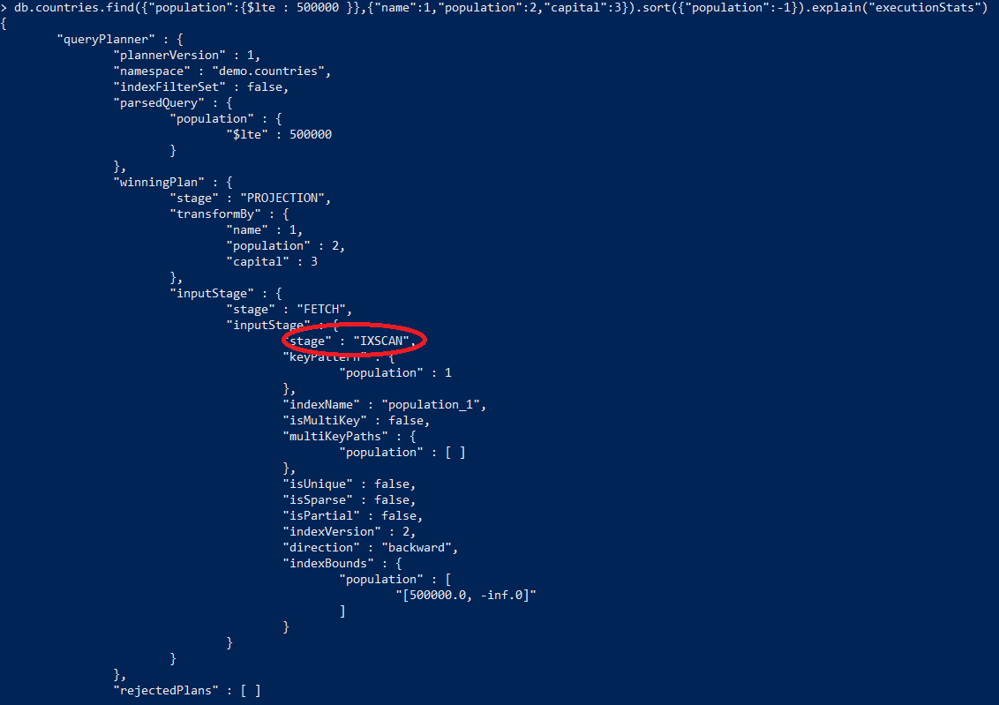 > db.countries.find({"population":{$lte : 500000 }},{"name":1,"population":2,"capital":3}).sort({"population":-1}).explain("executionStats")
{
        "queryPlanner" : {
                "plannerVersion" : 1,
                "namespace" : "demo.countries",
                "indexFilterSet" : false,
                "parsedQuery" : {
                        "population" : {
                                "$lte" : 500000
                        }
                },
                "winningPlan" : {
                        "stage" : "PROJECTION",
                        "transformBy" : {
                                "name" : 1,
                                "population" : 2,
                                "capital" : 3
                        },
                        "inputStage" : {
                                "stage" : "FETCH",
                                "inputStage" : {
                                        "stage" : "IXSCAN",
                                        "keyPattern" : {
                                                "population" : 1
                                        },
                                        "indexName" : "population_1",
                                        "isMultiKey" : false,
                                        "multiKeyPaths" : {
                                                "population" : [ ]
                                        },
                                        "isUnique" : false,
                                        "isSparse" : false,
                                        "isPartial" : false,
                                        "indexVersion" : 2,
                                        "direction" : "backward",
                                        "indexBounds" : {
                                                "population" : [
                                                        "[500000.0, -inf.0]"
                                                ]
                                        }
                                }
                        }
                },
                "rejectedPlans" : [ ]